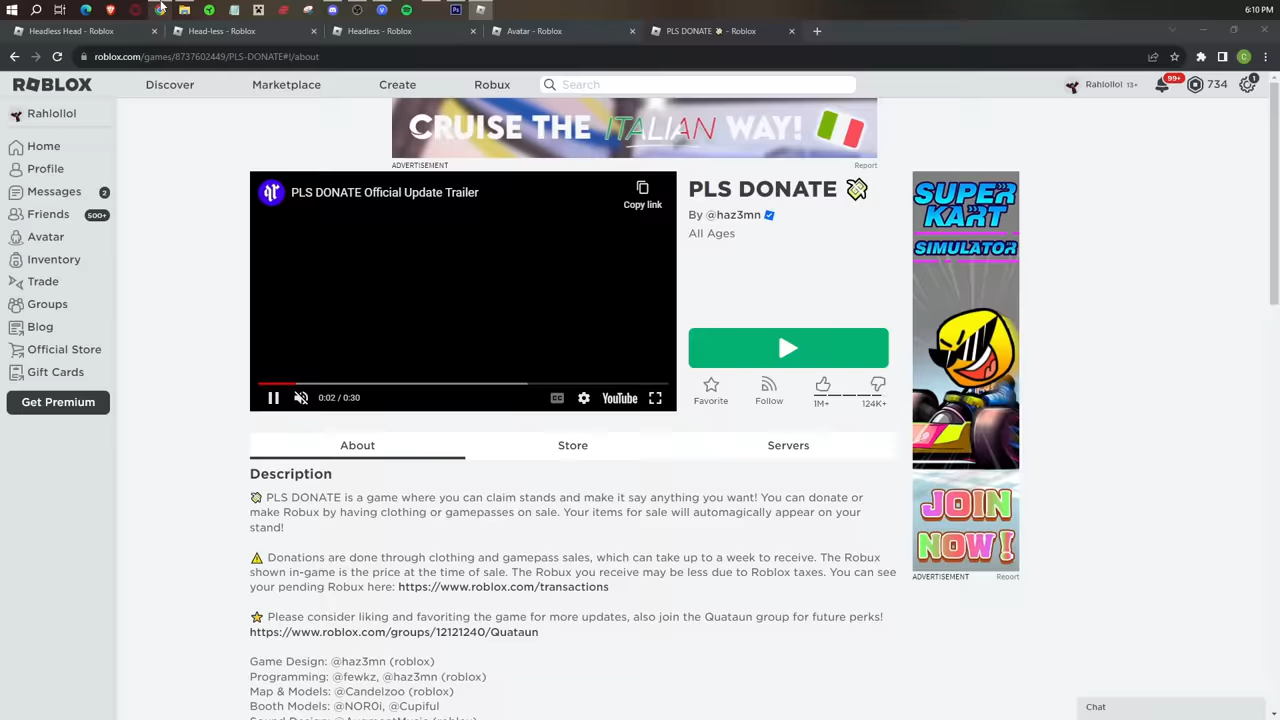 6:10 PM
Headless Head - Roblox
Head-less - Roblox
Headless - Roblox
Avatar - Roblox
PLS DONATE - Roblox
roblox.com/games/8737602449/PLS-DONATE#!/about
C
ROBLOX
Discover
Marketplace
Create
Robux
Search
Rahlollol 13+
99+
734
1
Rahlollol
Home
Profile
Messages 2
Friends 500+
Avatar
Inventory
Trade
Groups
Blog
Official Store
Gift Cards
Get Premium
CRUISE THE ITALIAN WAY!
ADVERTISEMENT
Report
PLS DONATE Official Update Trailer
Copy link
0:02 / 0:30
CC
YouTube
PLS DONATE
By @haz3mn
All Ages
Favorite
Follow
1M+
124K+
SUPER
KART
SIMULATOR
JOIN
NOW!
ADVERTISEMENT
Report
About
Store
Servers
Description
PLS DONATE is a game where you can claim stands and make it say anything you want! You can donate or
make Robux by having clothing or gamepasses on sale. Your items for sale will automagically appear on your
stand!
Donations are done through clothing and gamepass sales, which can take up to a week to receive. The Robux
shown in-game is the price at the time of sale. The Robux you receive may be less due to Roblox taxes. You can see
your pending Robux here: https://www.roblox.com/transactions
Please consider liking and favoriting the game for more updates, also join the Quataun group for future perks!
https://www.roblox.com/groups/12121240/Quataun
Game Design: @haz3mn (roblox)
Programming: @fewkz, @haz3mn (roblox)
Map & Models: @Candelzoo (roblox)
Booth Models: @NOR0i, @Cupiful
Sound Design: @AugmentMusic (roblox)
Chat